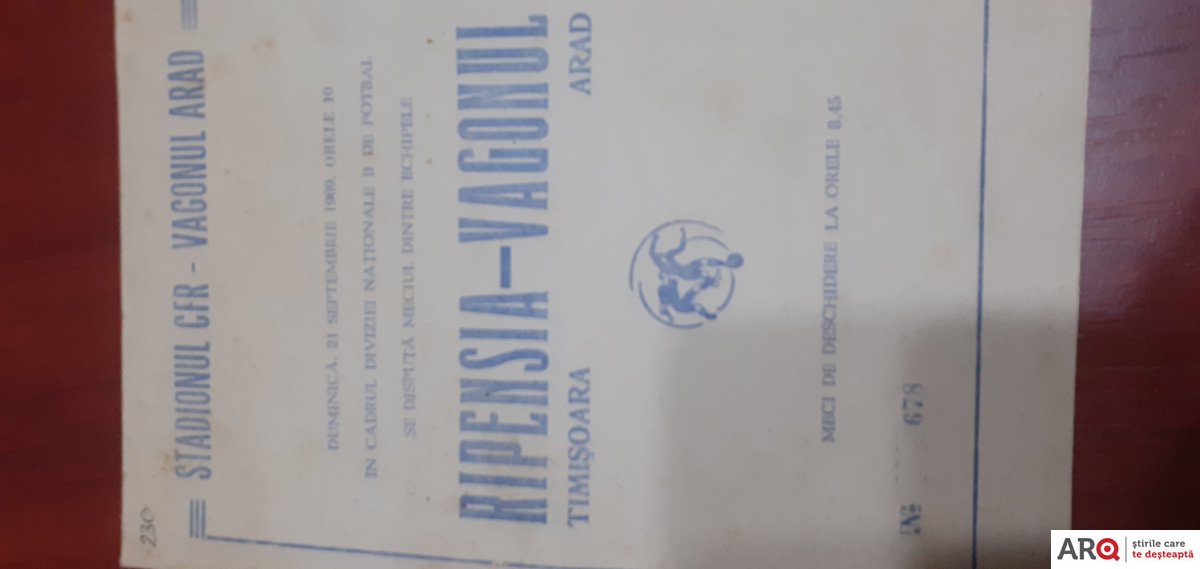 230
STADIONUL CFR - VAGONUL ARAD
DUMINICĂ, 21 SEPTEMBRIE 1969, ORELE 10
IN CADRUL DIVIZIEI NAȚIONALE B DE FOTBAL
SE DISPUTĂ MECIUL DINTRE ECHIPELE
RIPENSIA—VAGONUL
TIMIȘOARA ARAD
MECI DE DESCHIDERE LA ORELE 8,45
№ 678
ARQ știrile care
te deșteaptă